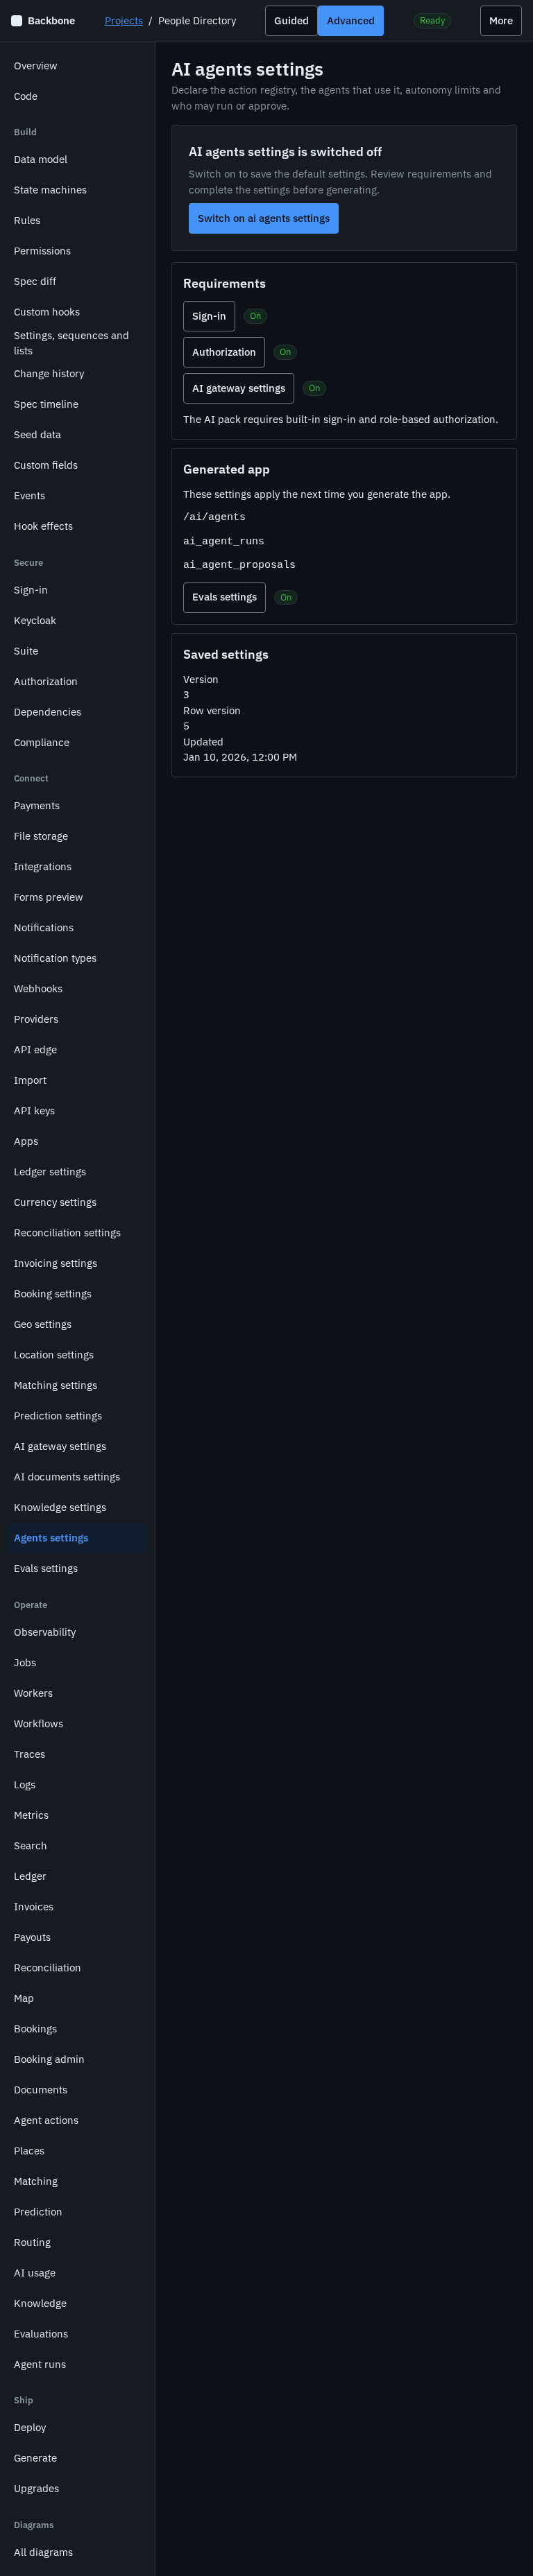 Backbone
Projects / People Directory
Guided
Advanced
Ready
More
Overview
Code
Build
Data model
State machines
Rules
Permissions
Spec diff
Custom hooks
Settings, sequences and
lists
Change history
Spec timeline
Seed data
Custom fields
Events
Hook effects
Secure
Sign-in
Keycloak
Suite
Authorization
Dependencies
Compliance
Connect
Payments
File storage
Integrations
Forms preview
Notifications
Notification types
Webhooks
Providers
API edge
Import
API keys
Apps
Ledger settings
Currency settings
Reconciliation settings
Invoicing settings
Booking settings
Geo settings
Location settings
Matching settings
Prediction settings
AI gateway settings
AI documents settings
Knowledge settings
Agents settings
Evals settings
Operate
Observability
Jobs
Workers
Workflows
Traces
Logs
Metrics
Search
Ledger
Invoices
Payouts
Reconciliation
Map
Bookings
Booking admin
Documents
Agent actions
Places
Matching
Prediction
Routing
AI usage
Knowledge
Evaluations
Agent runs
Ship
Deploy
Generate
Upgrades
Diagrams
All diagrams
AI agents settings
Declare the action registry, the agents that use it, autonomy limits and
who may run or approve.
AI agents settings is switched off
Switch on to save the default settings. Review requirements and
complete the settings before generating.
Switch on ai agents settings
Requirements
Sign-in On
Authorization On
AI gateway settings On
The AI pack requires built-in sign-in and role-based authorization.
Generated app
These settings apply the next time you generate the app.
/ai/agents
ai_agent_runs
ai_agent_proposals
Evals settings On
Saved settings
Version
3
Row version
5
Updated
Jan 10, 2026, 12:00 PM